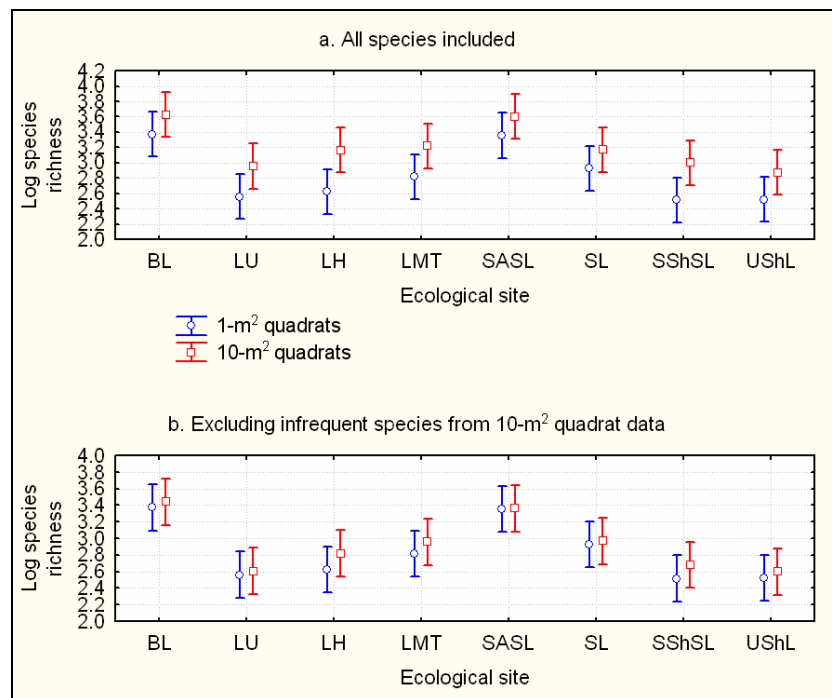 a. All species included
4.2
4.0
3.8
3.6
3.4
3.2
3.0
2.8
2.6
2.4
2.2
2.0
Log species
richness
BL LU LH LMT SASL SL SShSL UShL
Ecological site
1-m² quadrats
10-m² quadrats
b. Excluding infrequent species from 10-m² quadrat data
4.0
3.8
3.6
3.4
3.2
3.0
2.8
2.6
2.4
2.2
2.0
Log species
richness
BL LU LH LMT SASL SL SShSL UShL
Ecological site